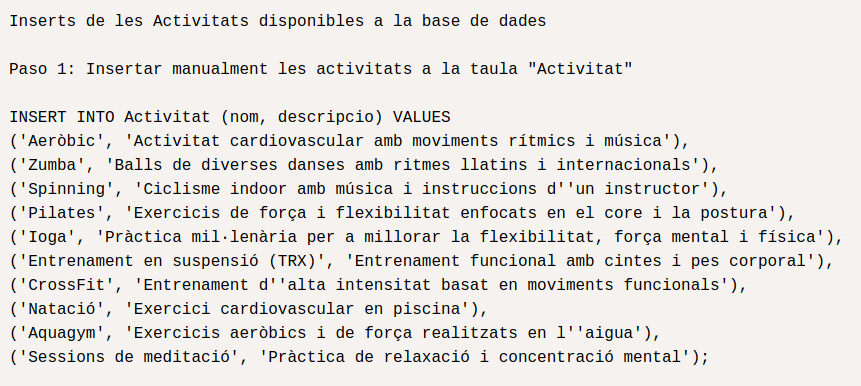 Inserts de les Activitats disponibles a la base de dades
Paso 1: Insertar manualment les activitats a la taula "Activitat"
INSERT INTO Activitat (nom, descripcio) VALUES
('Aeròbic', 'Activitat cardiovascular amb moviments rítmics i música'),
('Zumba', 'Balls de diverses danses amb ritmes llatins i internacionals'),
('Spinning', 'Ciclisme indoor amb música i instruccions d''un instructor'),
('Pilates', 'Exercicis de força i flexibilitat enfocats en el core i la postura'),
('Ioga', 'Pràctica mil·lenària per a millorar la flexibilitat, força mental i física'),
('Entrenament en suspensió (TRX)', 'Entrenament funcional amb cintes i pes corporal'),
('CrossFit', 'Entrenament d''alta intensitat basat en moviments funcionals'),
('Natació', 'Exercici cardiovascular en piscina'),
('Aquagym', 'Exercicis aeròbics i de força realitzats en l''aigua'),
('Sessions de meditació', 'Pràctica de relaxació i concentració mental');